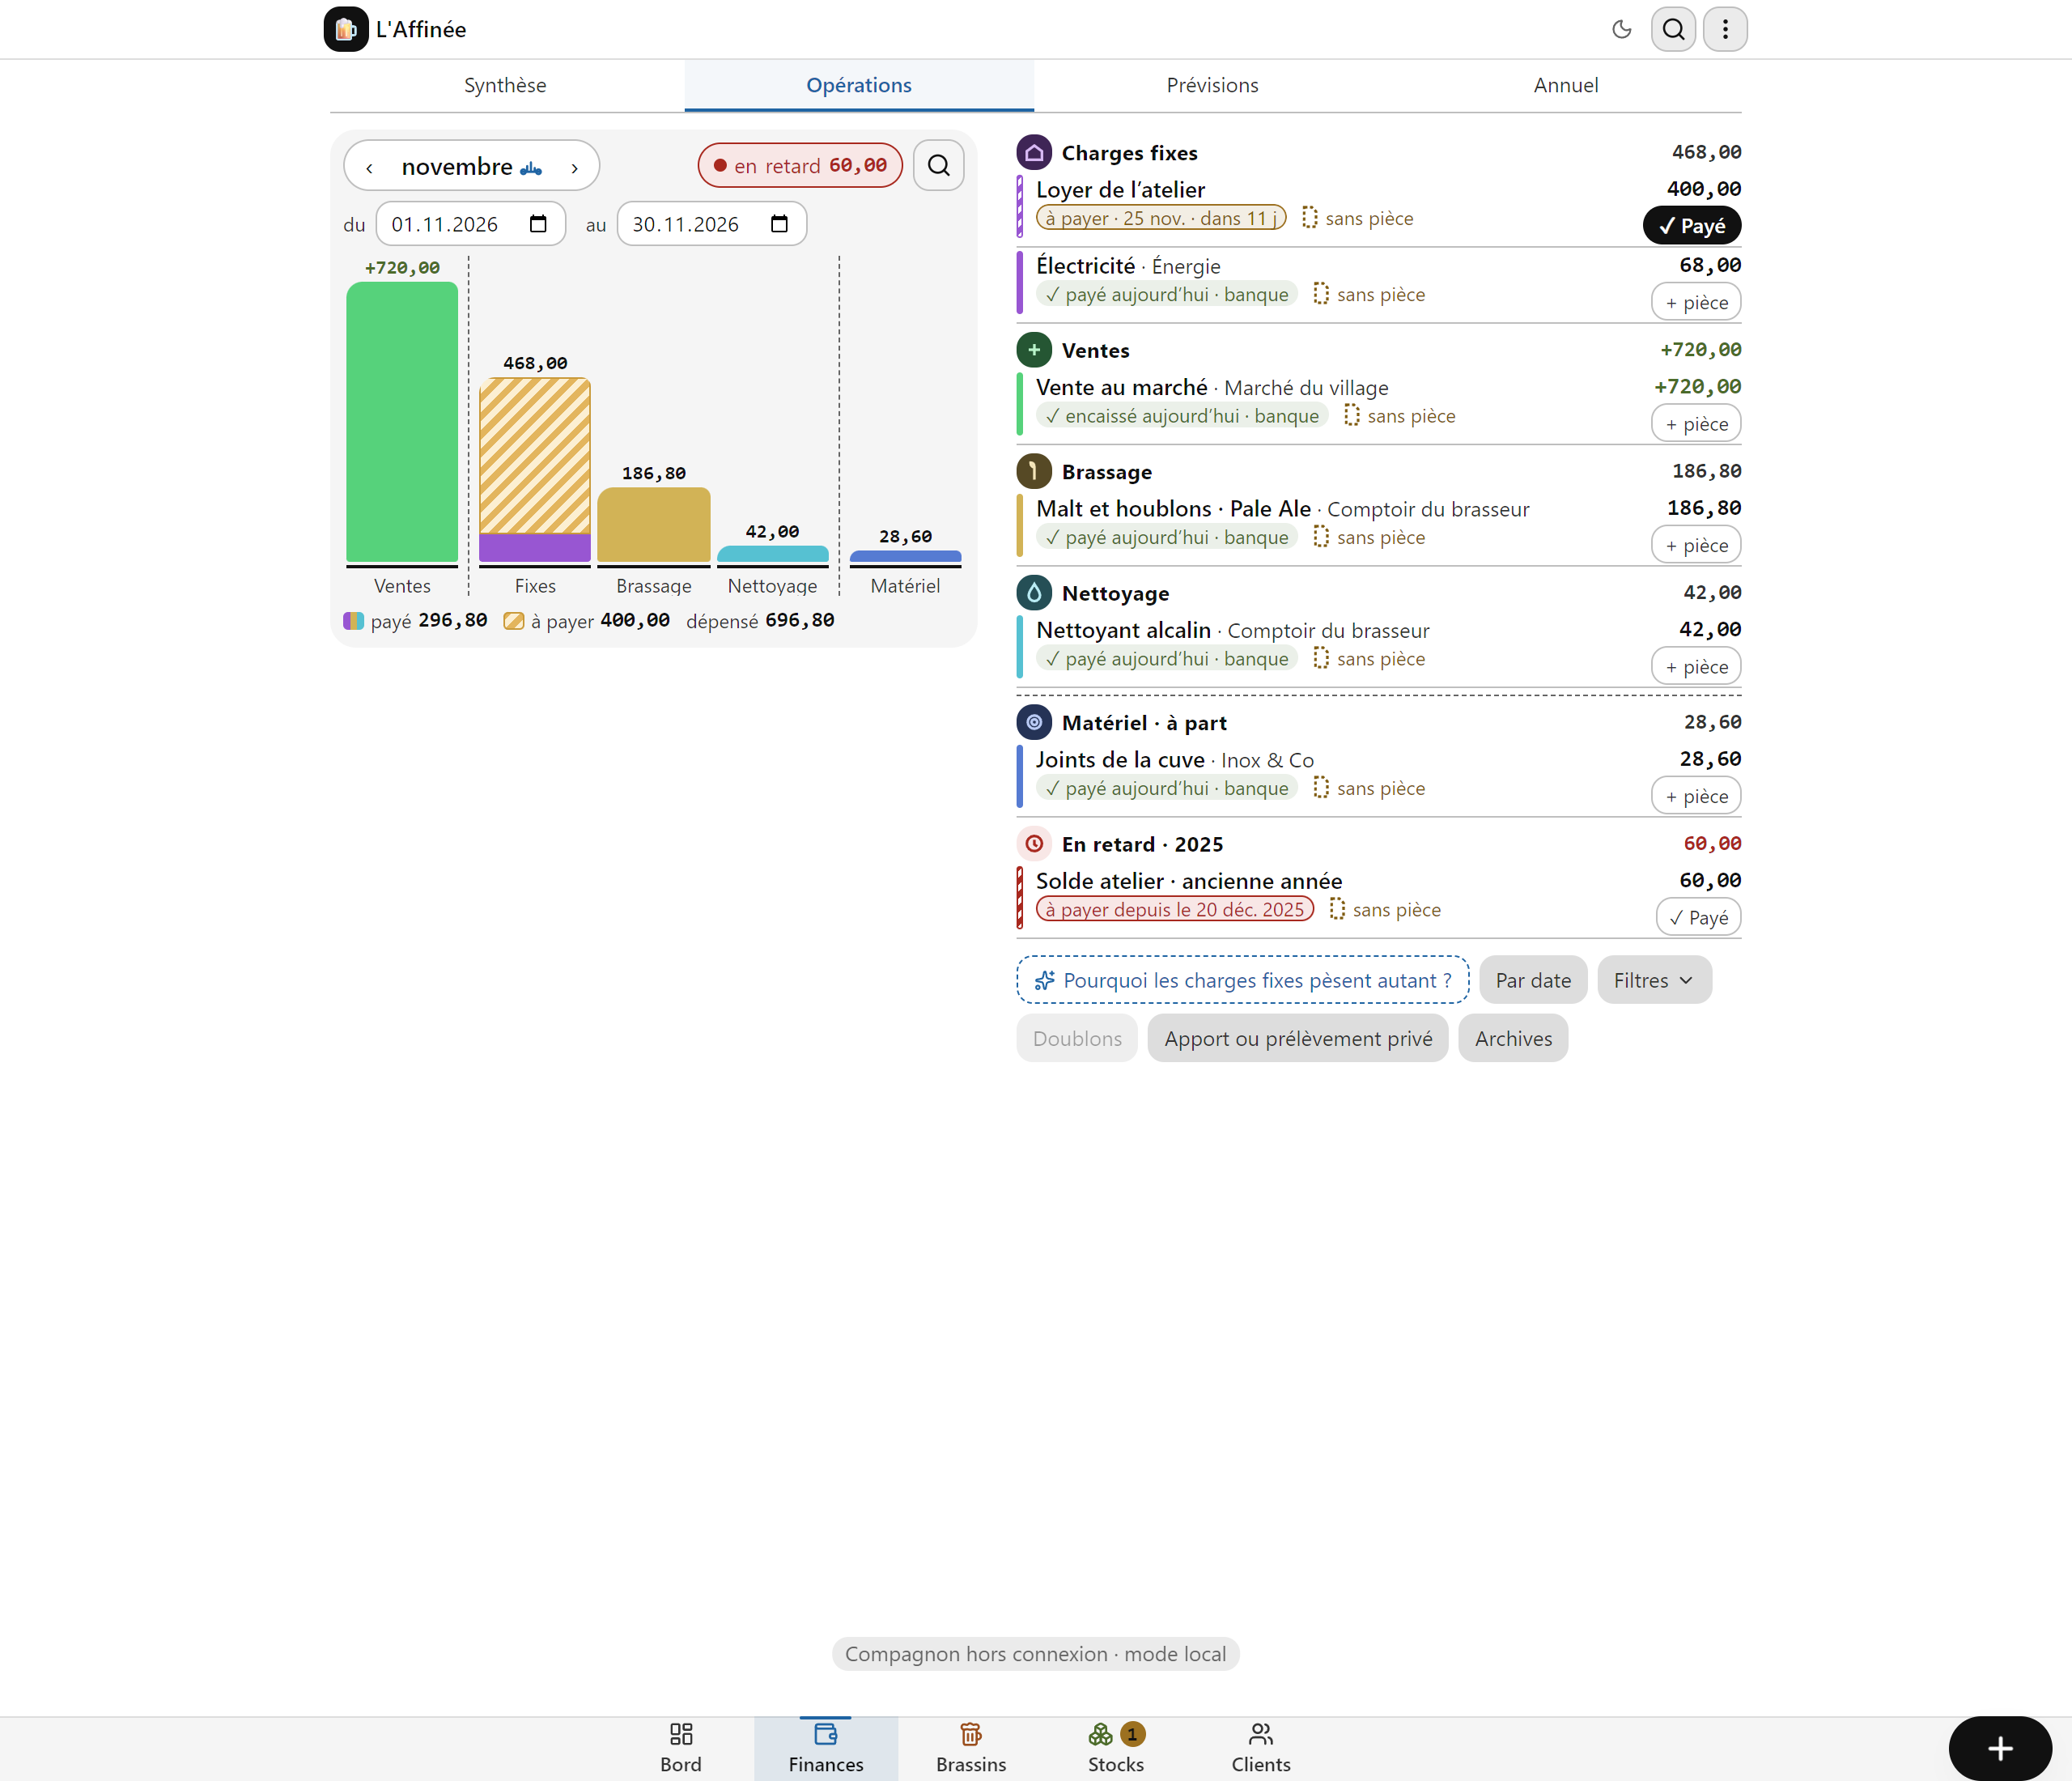 L'Affinée
Synthèse
Opérations
Prévisions
Annuel
‹ novembre ›
en retard 60,00
du 01.11.2026 au 30.11.2026
+720,00
468,00
186,80
42,00
28,60
Ventes
Fixes
Brassage
Nettoyage
Matériel
payé 296,80 à payer 400,00 dépensé 696,80
Charges fixes 468,00
Loyer de l’atelier 400,00
à payer · 25 nov. · dans 11 j sans pièce ✓ Payé
Électricité · Énergie 68,00
✓ payé aujourd’hui · banque sans pièce + pièce
Ventes +720,00
Vente au marché · Marché du village +720,00
✓ encaissé aujourd’hui · banque sans pièce + pièce
Brassage 186,80
Malt et houblons · Pale Ale · Comptoir du brasseur 186,80
✓ payé aujourd’hui · banque sans pièce + pièce
Nettoyage 42,00
Nettoyant alcalin · Comptoir du brasseur 42,00
✓ payé aujourd’hui · banque sans pièce + pièce
Matériel · à part 28,60
Joints de la cuve · Inox & Co 28,60
✓ payé aujourd’hui · banque sans pièce + pièce
En retard · 2025 60,00
Solde atelier · ancienne année 60,00
à payer depuis le 20 déc. 2025 sans pièce ✓ Payé
Pourquoi les charges fixes pèsent autant ? Par date Filtres
Doublons Apport ou prélèvement privé Archives
Compagnon hors connexion · mode local
Bord
Finances
Brassins
Stocks 1
Clients
+